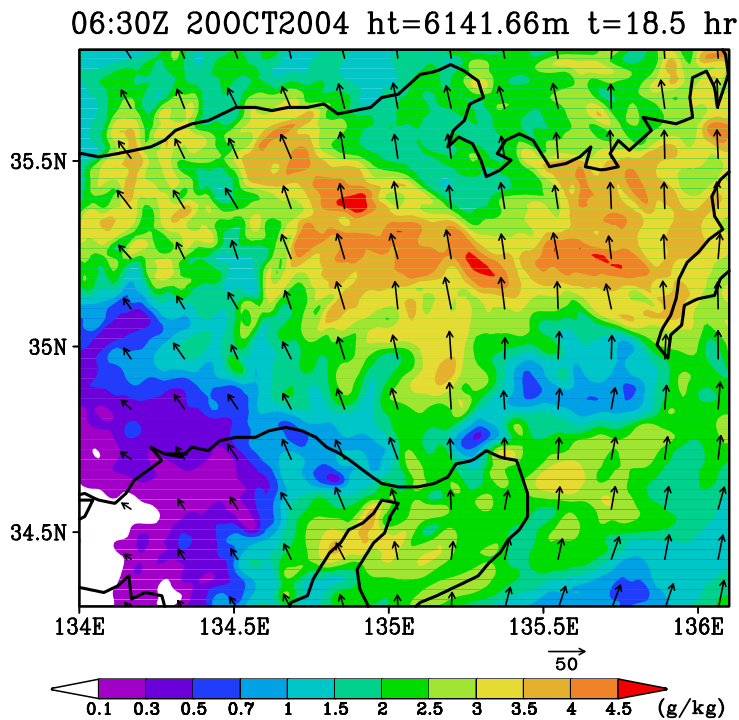 06:30Z 20OCT2004 ht=6141.66m t=18.5 hr
35.5N
35N
34.5N
134E 134.5E 135E 135.5E 136E
50
0.1 0.3 0.5 0.7 1 1.5 2 2.5 3 3.5 4 4.5 (g/kg)